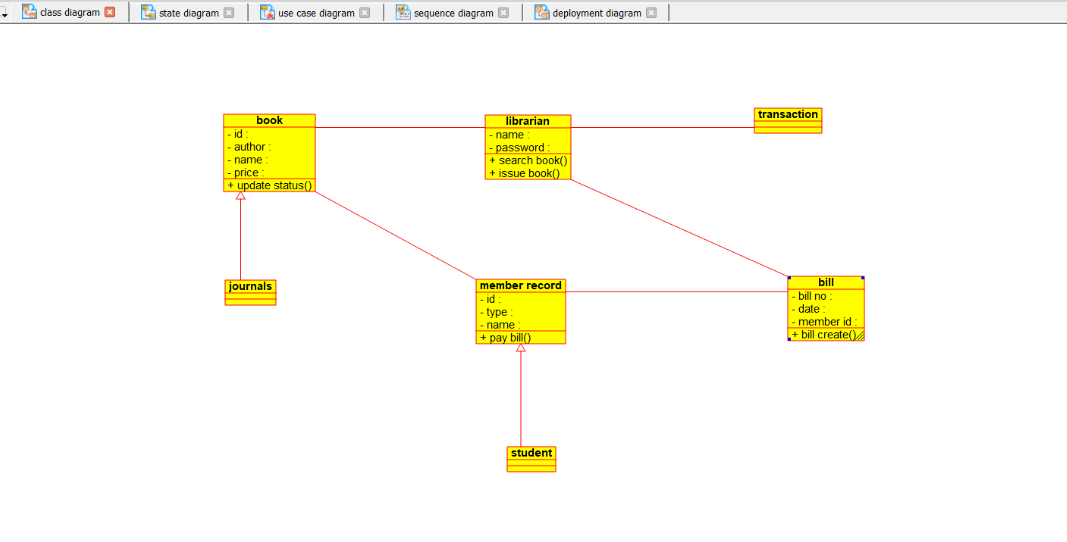 class diagram
state diagram
use case diagram
sequence diagram
deployment diagram
book
- id :
- author :
- name :
- price :
+ update status()
librarian
- name :
- password :
+ search book()
+ issue book()
transaction
journals
member record
- id :
- type :
- name :
+ pay bill()
bill
- bill no :
- date :
- member id :
+ bill create()
student